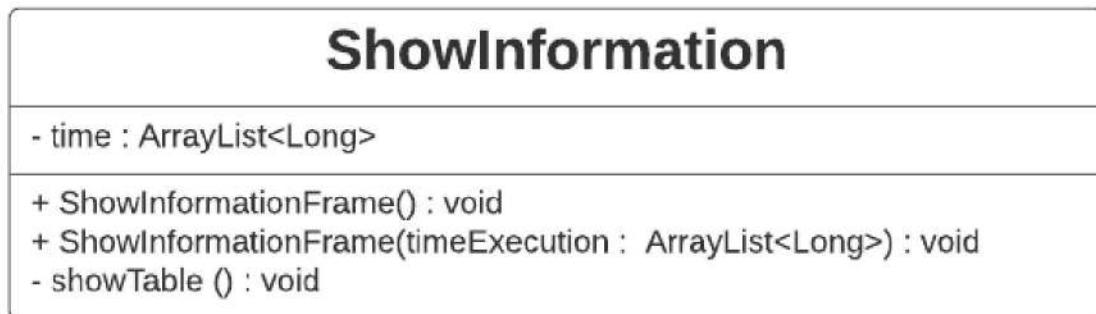 ShowInformation
- time : ArrayList<Long>
+ ShowInformationFrame() : void
+ ShowInformationFrame(timeExecution : ArrayList<Long>) : void
- showTable () : void